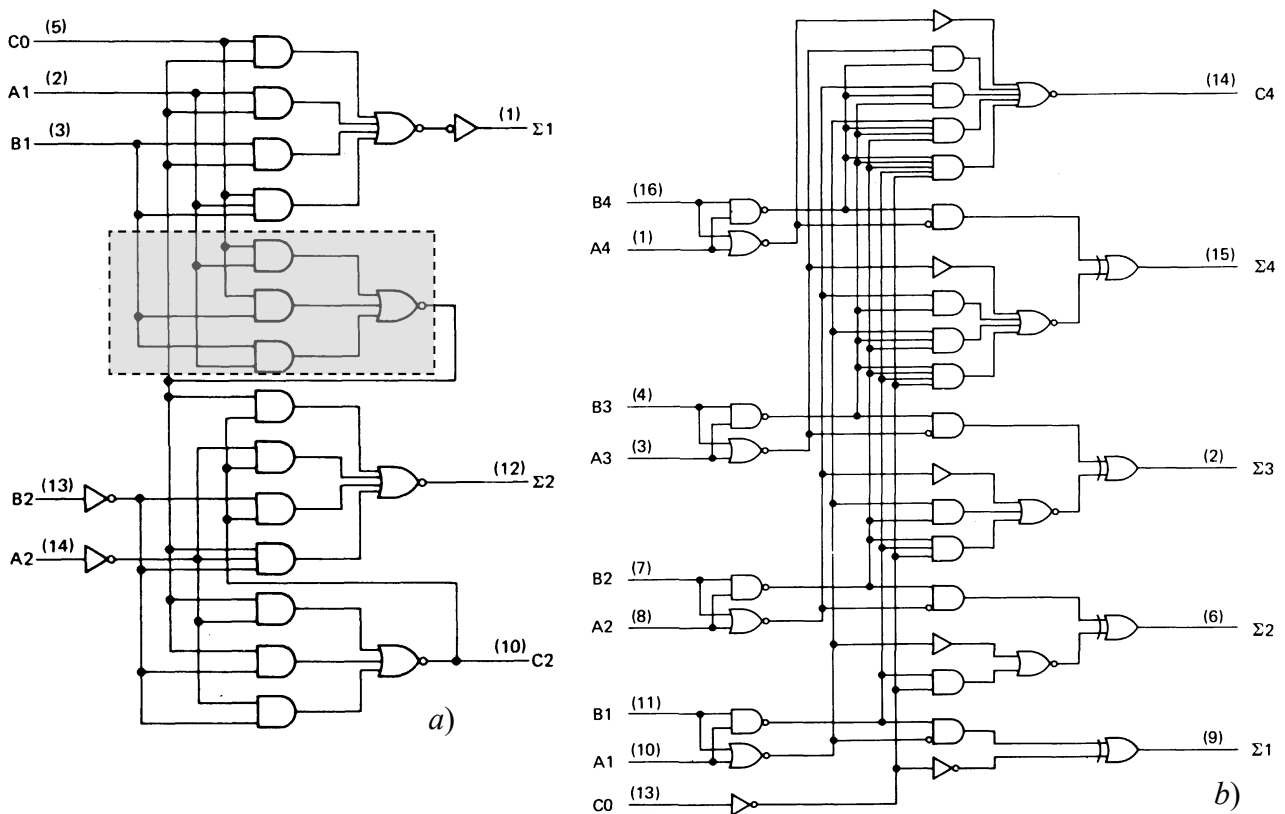 C0 (5)
A1 (2)
B1 (3)
(1) Σ1
B2 (13)
(12) Σ2
A2 (14)
(10) C2
a)
(14) C4
B4 (16)
A4 (1)
(15) Σ4
B3 (4)
A3 (3)
(2) Σ3
B2 (7)
A2 (8)
(6) Σ2
B1 (11)
A1 (10)
(9) Σ1
C0 (13)
b)